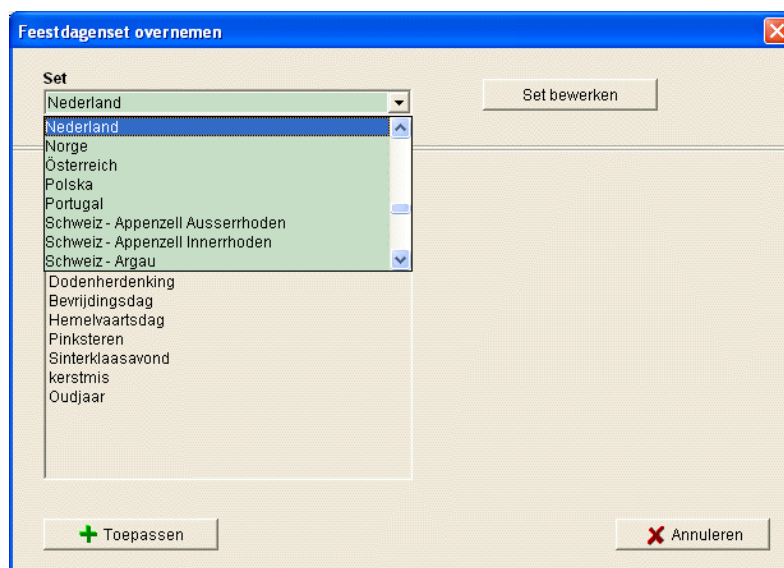 Feestdagenset overnemen
Set
Nederland
Set bewerken
Nederland
Norge
Österreich
Polska
Portugal
Schweiz - Appenzell Ausserrhoden
Schweiz - Appenzell Innerrhoden
Schweiz - Argau
Dodenherdenking
Bevrijdingsdag
Hemelvaartsdag
Pinksteren
Sinterklaasavond
kerstmis
Oudjaar
Toepassen
Annuleren